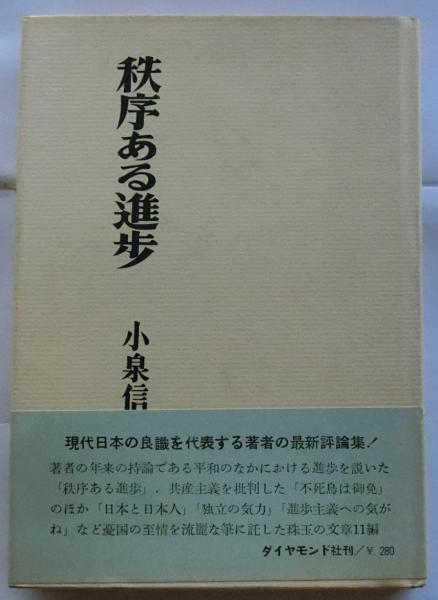 秩序ある進歩
小泉信
現代日本の良識を代表する著者の最新評論集!
著者の年来の持論である平和のなかにおける進歩を説いた
「秩序ある進歩」．共産主義を批判した「不死鳥は御免」
のほか「日本と日本人」「独立の気力」「進歩主義への気が
ね」など憂国の至情を流麗な筆に託した珠玉の文章11編
ダイヤモンド社刊/¥ 280